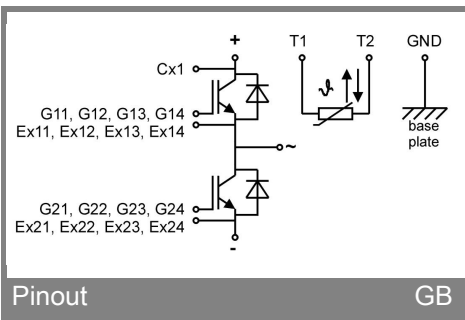 +
T1 T2 GND
Cx1
ϑ
G11, G12, G13, G14
Ex11, Ex12, Ex13, Ex14
base
plate
~
G21, G22, G23, G24
Ex21, Ex22, Ex23, Ex24
-
Pinout GB